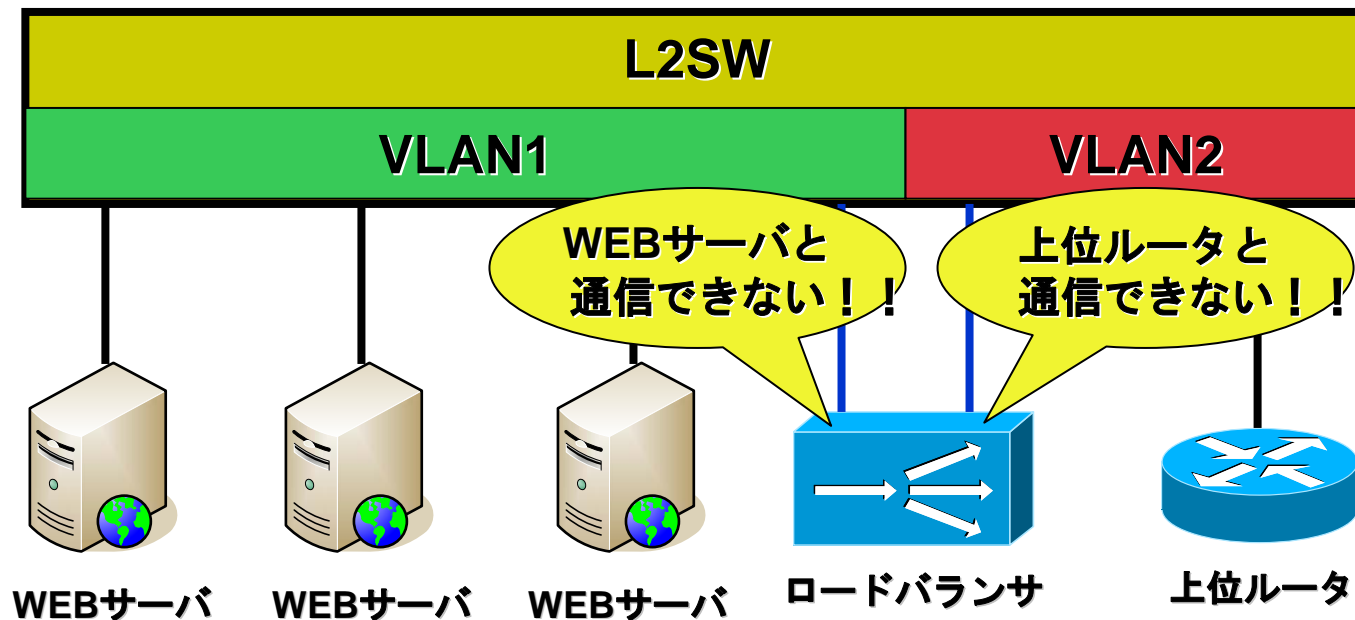 L2SW
VLAN1
VLAN2
WEBサーバと
通信できない！！
上位ルータと
通信できない！！
WEBサーバ
WEBサーバ
WEBサーバ
ロードバランサ
上位ルータ